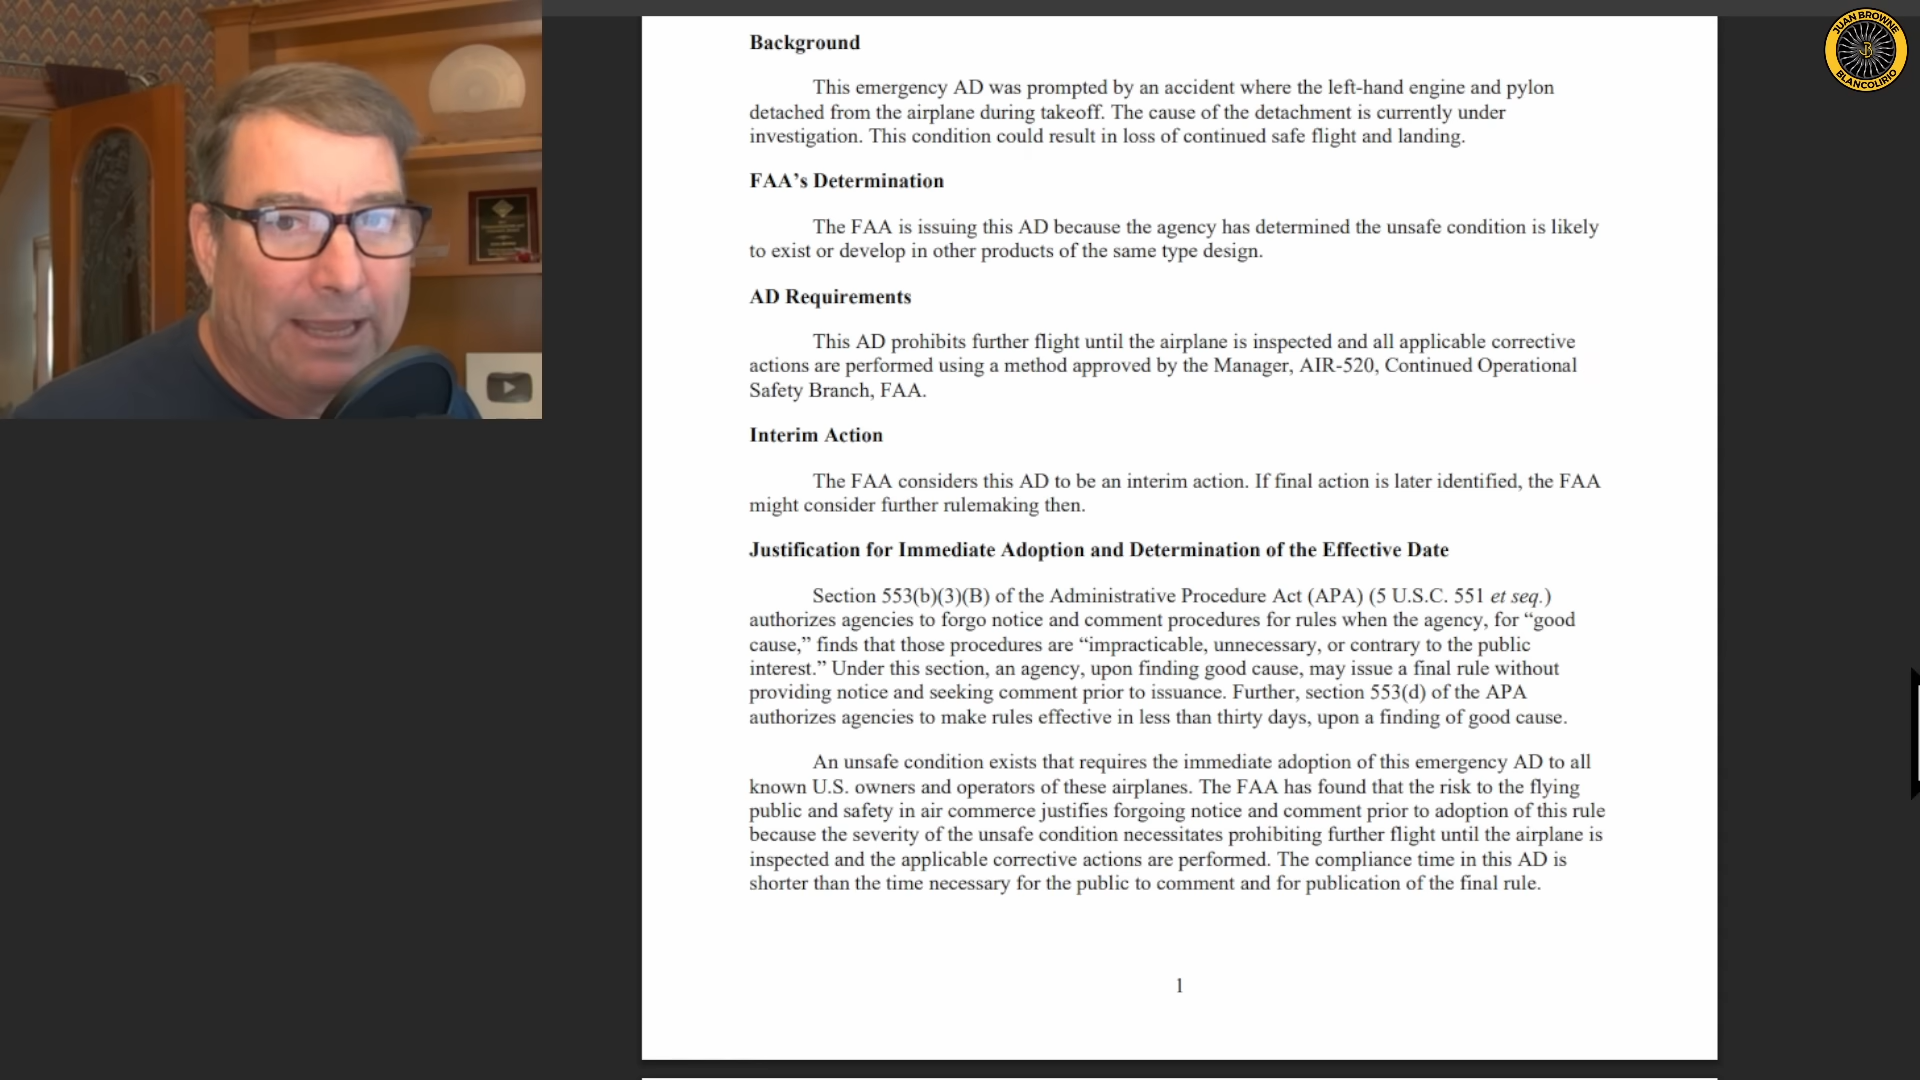 JUAN BROWNE
JB
BLANCOLIRIO
Background
This emergency AD was prompted by an accident where the left-hand engine and pylon
detached from the airplane during takeoff. The cause of the detachment is currently under
investigation. This condition could result in loss of continued safe flight and landing.
FAA’s Determination
The FAA is issuing this AD because the agency has determined the unsafe condition is likely
to exist or develop in other products of the same type design.
AD Requirements
This AD prohibits further flight until the airplane is inspected and all applicable corrective
actions are performed using a method approved by the Manager, AIR-520, Continued Operational
Safety Branch, FAA.
Interim Action
The FAA considers this AD to be an interim action. If final action is later identified, the FAA
might consider further rulemaking then.
Justification for Immediate Adoption and Determination of the Effective Date
Section 553(b)(3)(B) of the Administrative Procedure Act (APA) (5 U.S.C. 551 et seq.)
authorizes agencies to forgo notice and comment procedures for rules when the agency, for “good
cause,” finds that those procedures are “impracticable, unnecessary, or contrary to the public
interest.” Under this section, an agency, upon finding good cause, may issue a final rule without
providing notice and seeking comment prior to issuance. Further, section 553(d) of the APA
authorizes agencies to make rules effective in less than thirty days, upon a finding of good cause.
An unsafe condition exists that requires the immediate adoption of this emergency AD to all
known U.S. owners and operators of these airplanes. The FAA has found that the risk to the flying
public and safety in air commerce justifies forgoing notice and comment prior to adoption of this rule
because the severity of the unsafe condition necessitates prohibiting further flight until the airplane is
inspected and the applicable corrective actions are performed. The compliance time in this AD is
shorter than the time necessary for the public to comment and for publication of the final rule.
1